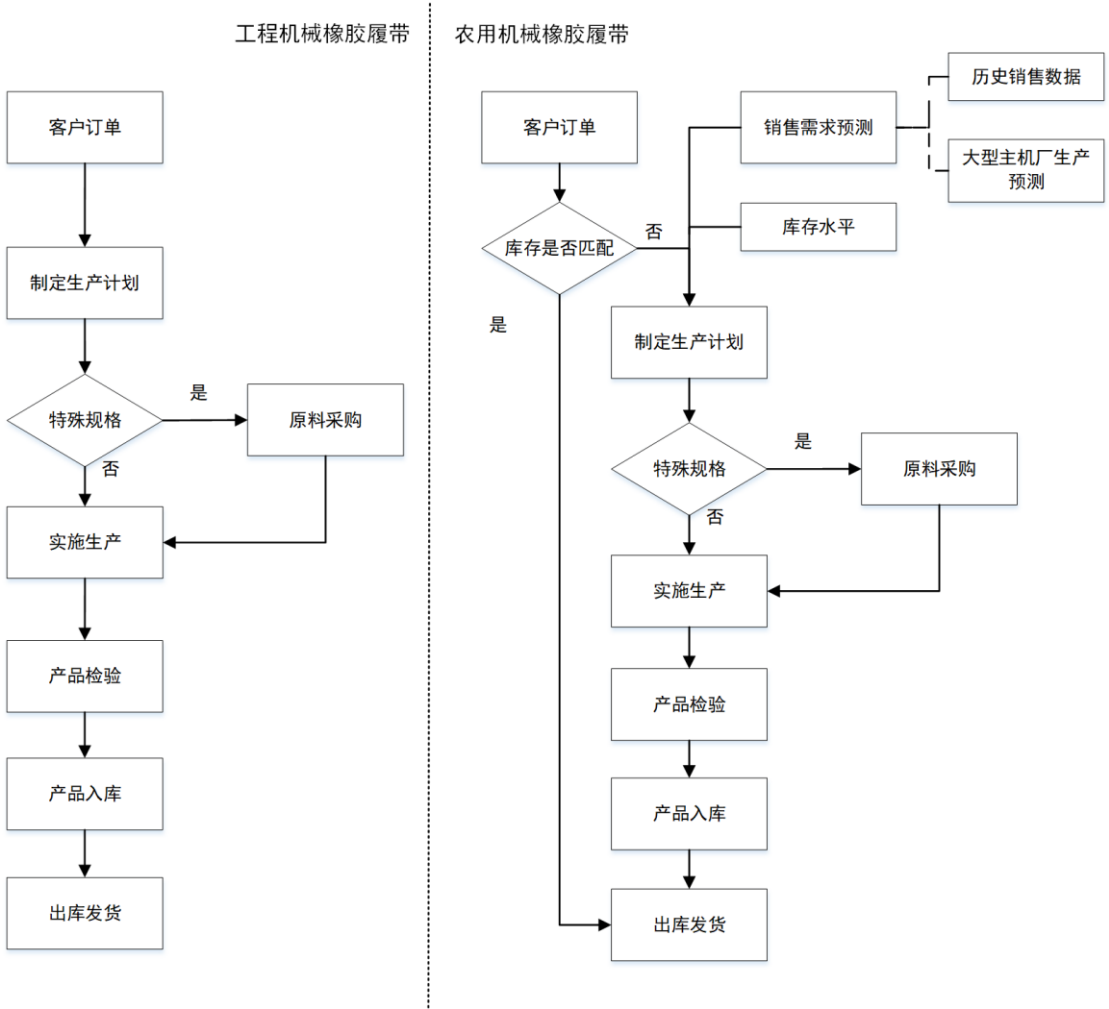 工程机械橡胶履带
客户订单
制定生产计划
特殊规格
是
原料采购
否
实施生产
产品检验
产品入库
出库发货
农用机械橡胶履带
历史销售数据
客户订单
销售需求预测
大型主机厂生产
预测
库存是否匹配
否
库存水平
是
制定生产计划
特殊规格
是
原料采购
否
实施生产
产品检验
产品入库
出库发货